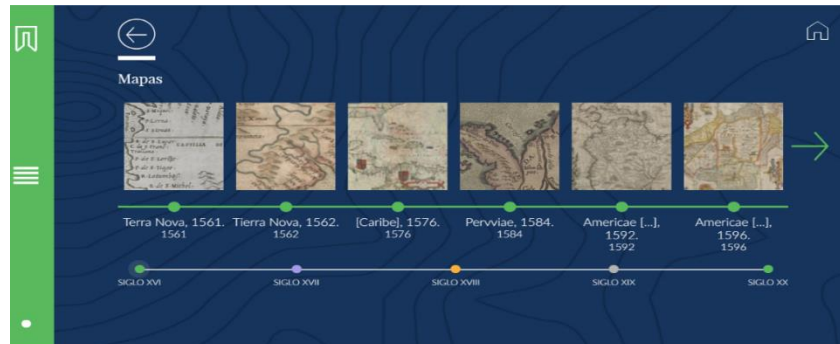 Mapas
Terra Nova, 1561.
1561
Tierra Nova, 1562.
1562
[Caribe], 1576.
1576
Pervviae, 1584.
1584
Americae [...],
1592.
1592
Americae [...],
1596.
1596
SIGLO XVI
SIGLO XVII
SIGLO XVIII
SIGLO XIX
SIGLO XX